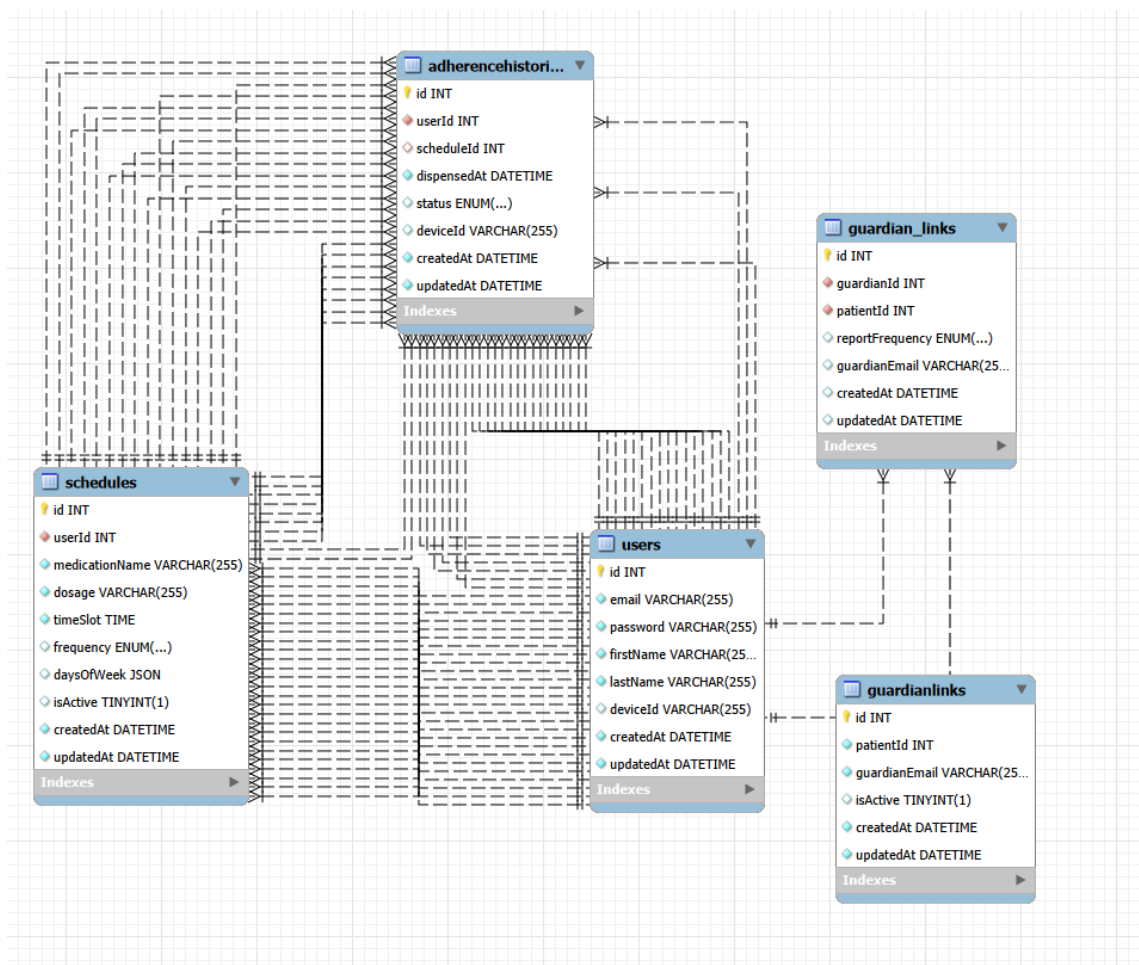 adherencehistori...
id INT
userId INT
scheduleId INT
dispensedAt DATETIME
status ENUM(...)
deviceId VARCHAR(255)
createdAt DATETIME
updatedAt DATETIME
Indexes
guardian_links
id INT
guardianId INT
patientId INT
reportFrequency ENUM(...)
guardianEmail VARCHAR(25...
createdAt DATETIME
updatedAt DATETIME
Indexes
schedules
id INT
userId INT
medicationName VARCHAR(255)
dosage VARCHAR(255)
timeSlot TIME
frequency ENUM(...)
daysOfWeek JSON
isActive TINYINT(1)
createdAt DATETIME
updatedAt DATETIME
Indexes
users
id INT
email VARCHAR(255)
password VARCHAR(255)
firstName VARCHAR(25...
lastName VARCHAR(255)
deviceId VARCHAR(255)
createdAt DATETIME
updatedAt DATETIME
Indexes
guardianlinks
id INT
patientId INT
guardianEmail VARCHAR(25...
isActive TINYINT(1)
createdAt DATETIME
updatedAt DATETIME
Indexes